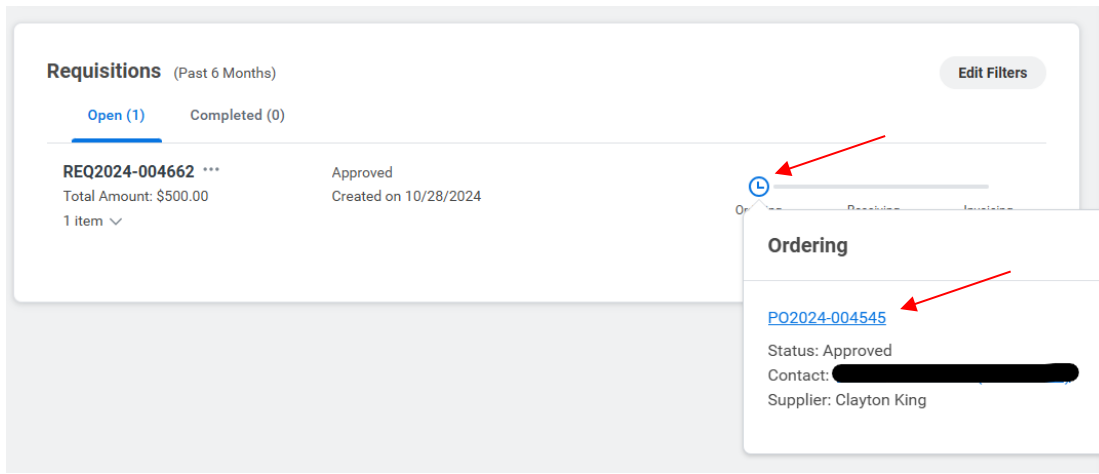 Requisitions (Past 6 Months)
Edit Filters
Open (1) Completed (0)
REQ2024-004662 ···
Approved
Total Amount: $500.00
Created on 10/28/2024
1 item
Ordering
PO2024-004545
Status: Approved
Contact:
Supplier: Clayton King